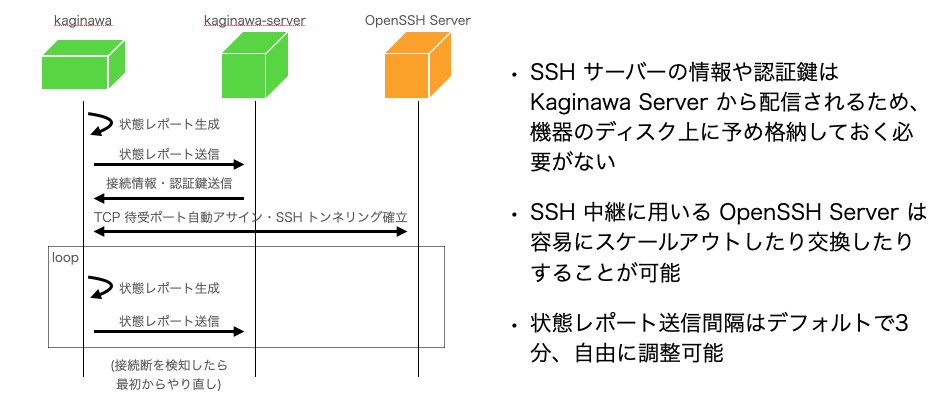 kaginawa
kaginawa-server
OpenSSH Server
状態レポート生成
状態レポート送信
接続情報・認証鍵送信
TCP 待受ポート自動アサイン・SSH トンネリング確立
loop
状態レポート生成
状態レポート送信
(接続断を検知したら
最初からやり直し)
• SSH サーバーの情報や認証鍵は
Kaginawa Server から配信されるため、
機器のディスク上に予め格納しておく必
要がない
• SSH 中継に用いる OpenSSH Server は
容易にスケールアウトしたり交換したり
することが可能
• 状態レポート送信間隔はデフォルトで3
分、自由に調整可能